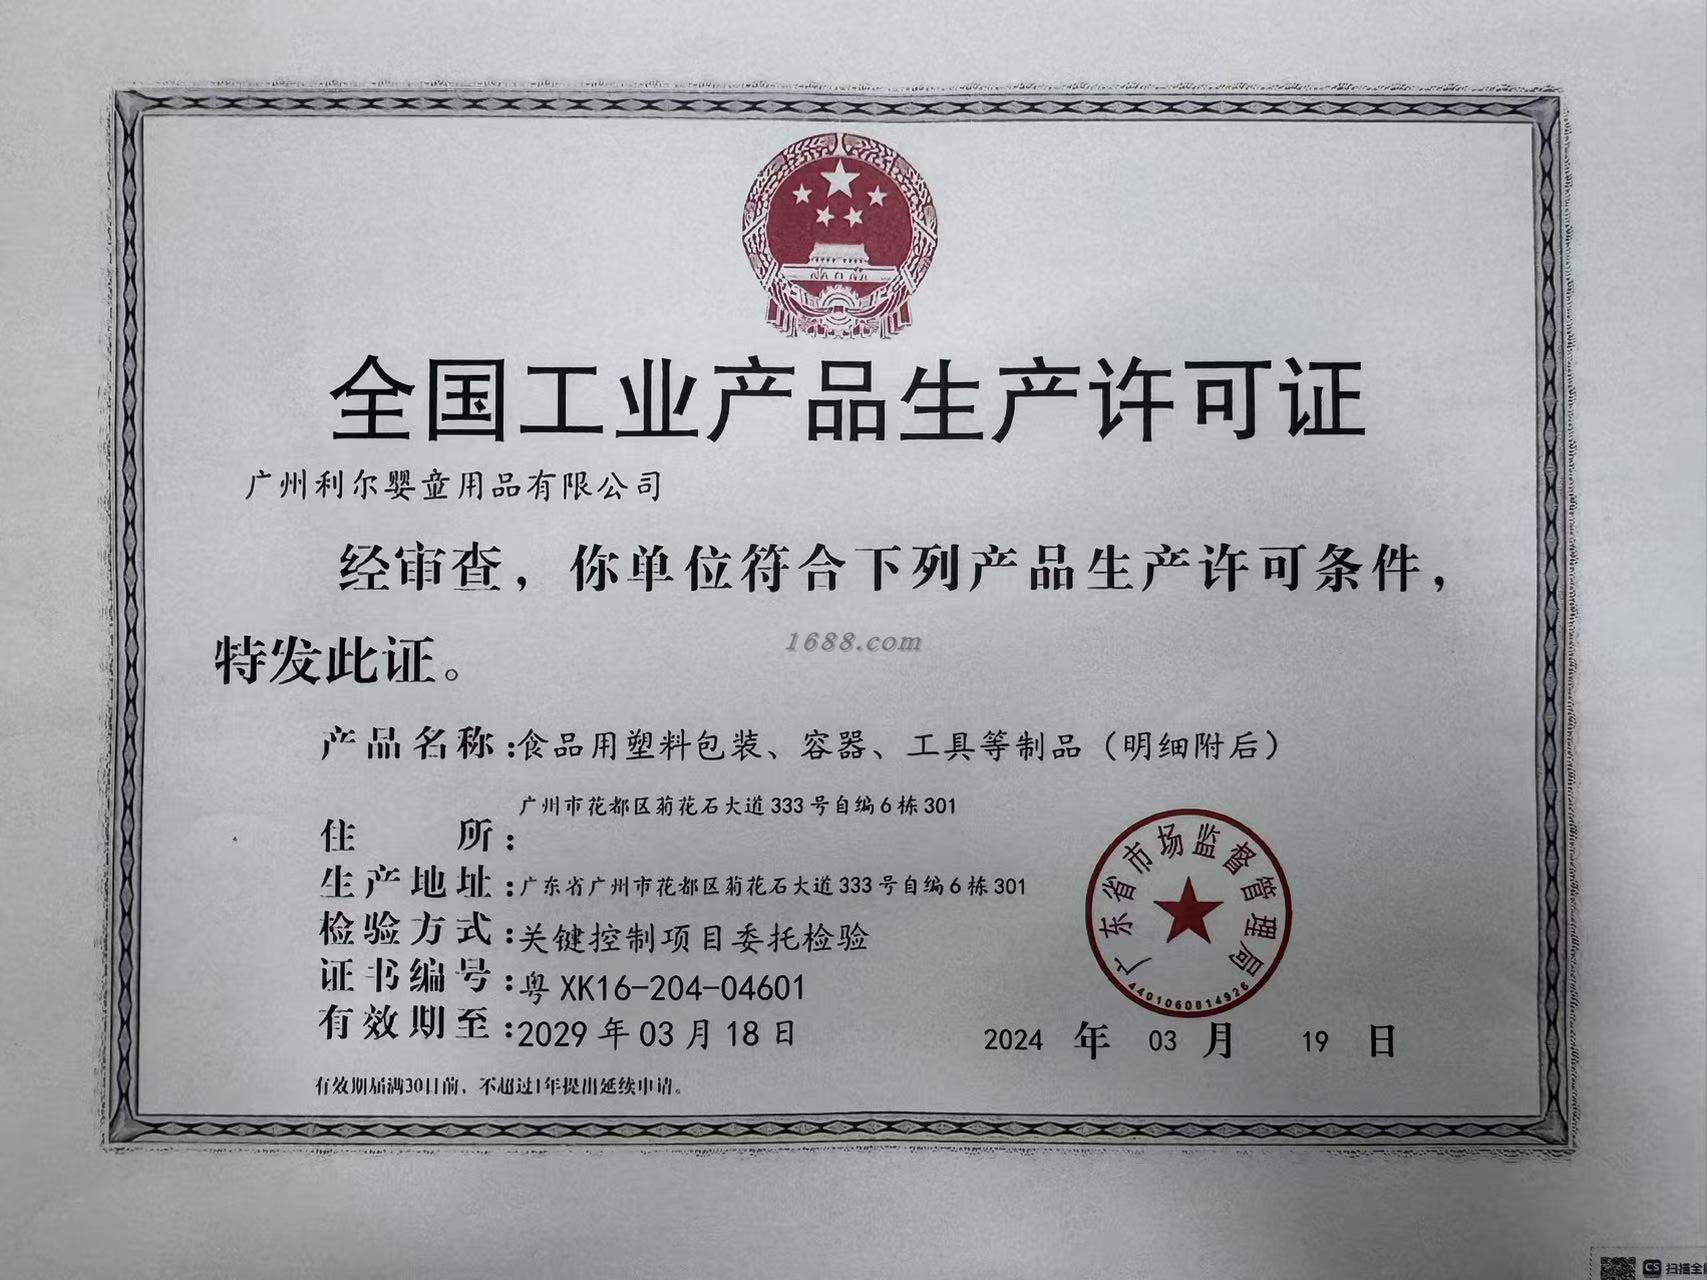 全国工业产品生产许可证
广州利尔婴童用品有限公司
经审查，你单位符合下列产品生产许可条件，
1688.com
特发此证。
产品名称：食品用塑料包装、容器、工具等制品（明细附后）
广州市花都区菊花石大道333号自编6栋301
住所：
生产地址：广东省广州市花都区菊花石大道333号自编6栋301
检验方式：关键控制项目委托检验
证书编号：粤XK16-204-04601
有效期至：2029年03月18日
广东省市场监督管理局
4401060814926
2024 年 03 月 19 日
有效期届满30日前，不超过1年提出延续申请。
CS 扫描全